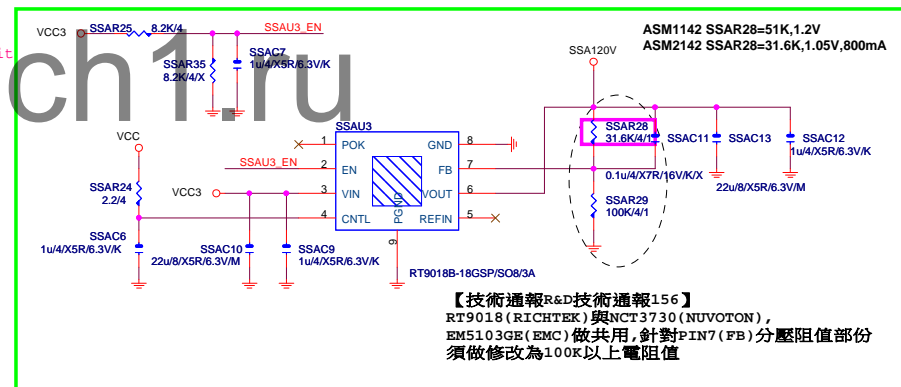 it
VCC3
SSAR25
8.2K/4
SSAU3_EN
ASM1142 SSAR28=51K,1.2V
ASM2142 SSAR28=31.6K,1.05V,800mA
SSAR35
8.2K/4/X
SSAC7
1u/4/X5R/6.3V/K
ch1.ru
SSA120V
VCC
SSAU3
1 POK
GND 8
SSAU3_EN
2 EN
FB 7
VCC3
3 VIN
VOUT 6
4 CNTL
REFIN 5
PGND
9
SSAR28
31.6K/4/1
SSAC11
0.1u/4/X7R/16V/K/X
SSAC13
22u/8/X5R/6.3V/M
SSAC12
1u/4/X5R/6.3V/K
SSAR24
2.2/4
SSAR29
100K/4/1
SSAC6
1u/4/X5R/6.3V/K
SSAC10
22u/8/X5R/6.3V/M
SSAC9
1u/4/X5R/6.3V/K
RT9018B-18GSP/SO8/3A
【技術通報R&D技術通報156】
RT9018(RICHTEK)與NCT3730(NUVOTON),
EM5103GE(EMC)做共用,針對PIN7(FB)分壓阻值部份
須做修改為100K以上電阻值